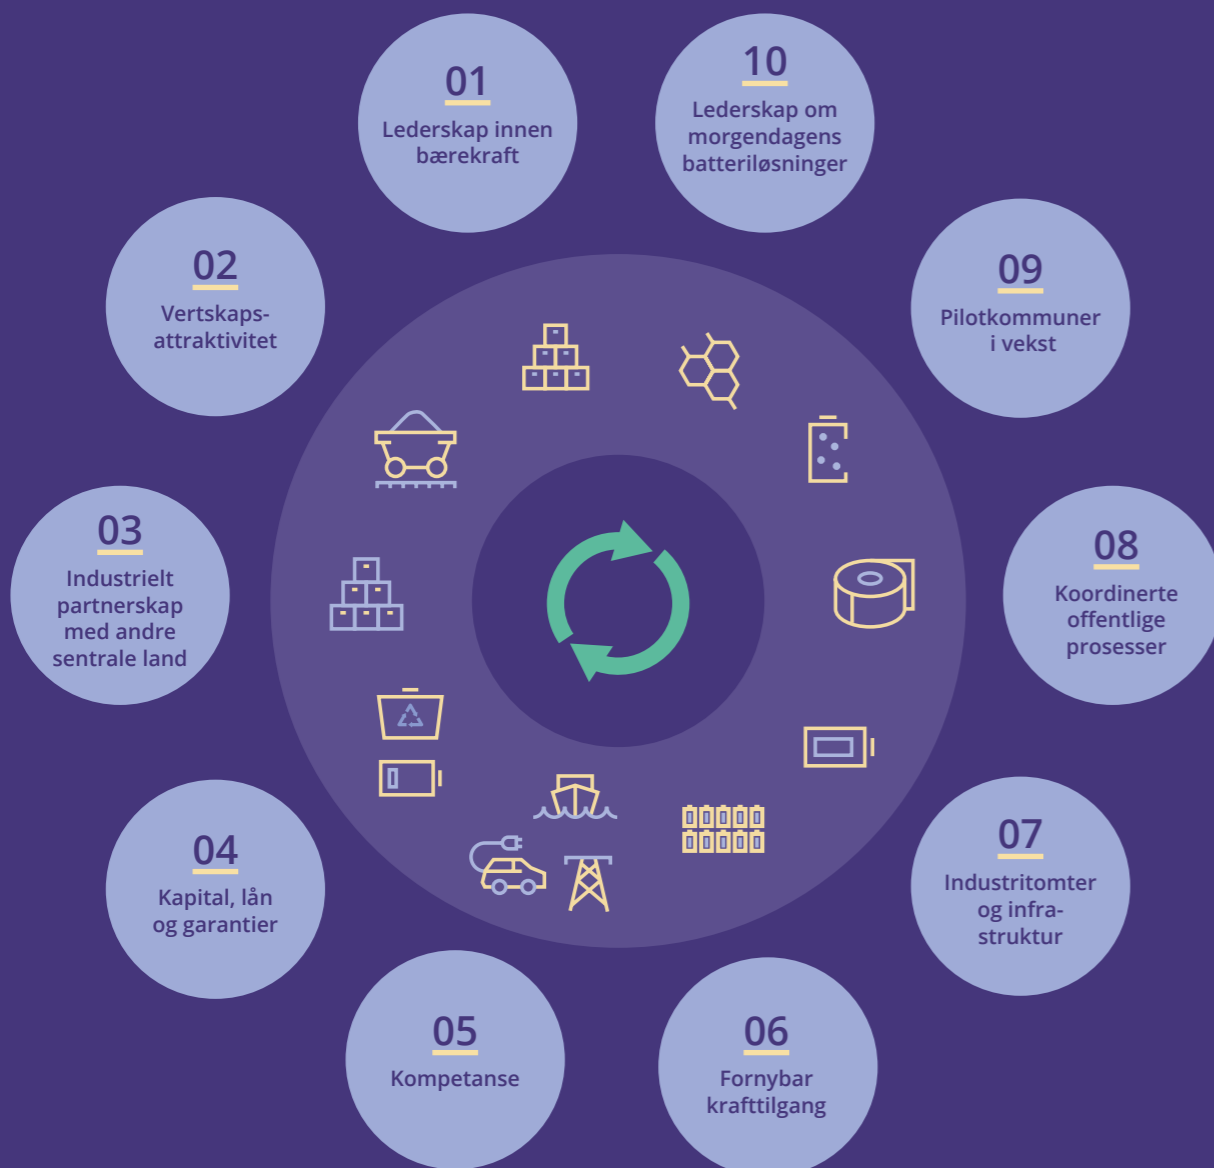 01
Lederskap innen
bærekraft
02
Vertskaps-
attraktivitet
03
Industrielt
partnerskap
med andre
sentrale land
04
Kapital, lån
og garantier
05
Kompetanse
06
Fornybar
krafttilgang
07
Industritomter
og infra-
struktur
08
Koordinerte
offentlige
prosesser
09
Pilotkommuner
i vekst
10
Lederskap om
morgendagens
batteriløsninger